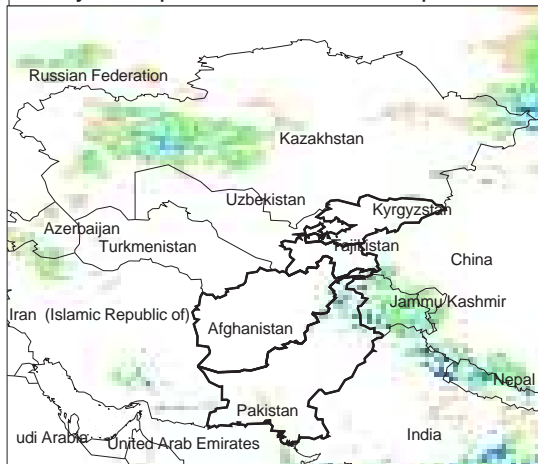 Russian Federation
Kazakhstan
Uzbekistan
Kyrgyzstan
Azerbaijan
Turkmenistan
Tajikistan
China
Iran (Islamic Republic of)
Jammu Kashmir
Afghanistan
Nepal
Pakistan
udi Arabia
United Arab Emirates
India